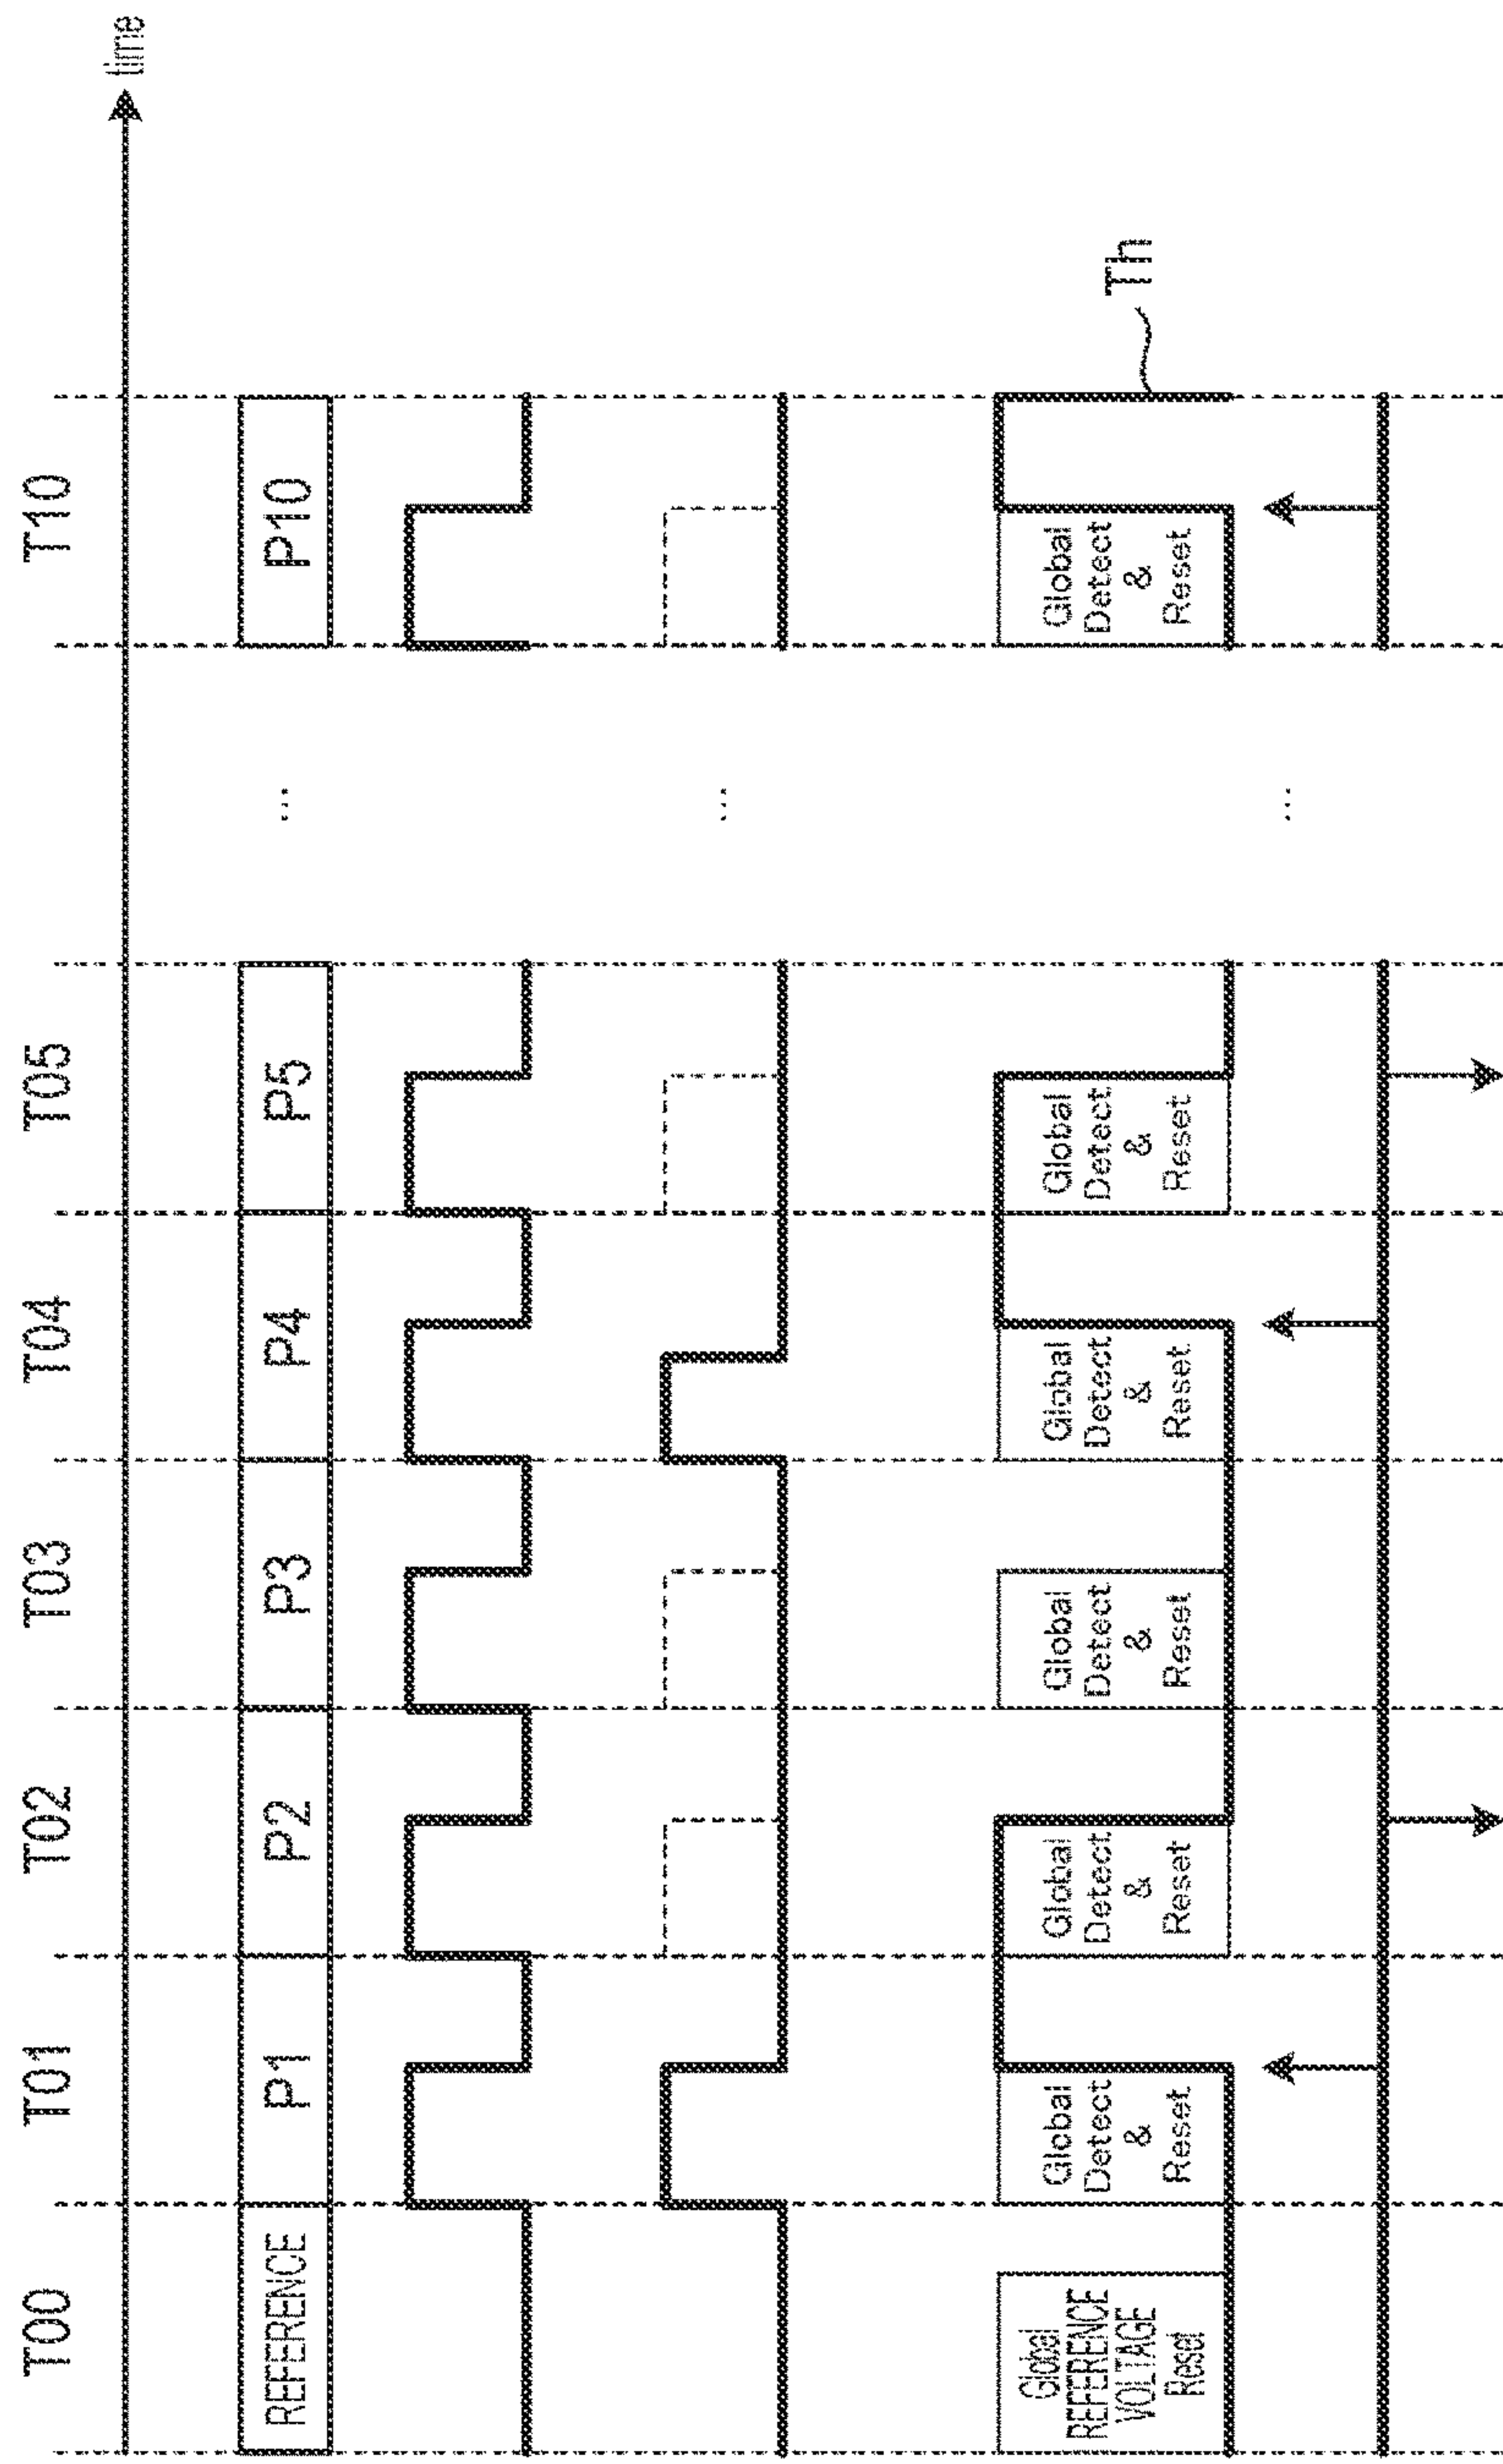 T00 T01 T02 T03 T04 T05 T10
time
REFERENCE P1 P2 P3 P4 P5 ... P10
...
Global
REFERENCE
VOLTAGE
Reset
Global
Detect
&
Reset
Global
Detect
&
Reset
Global
Detect
&
Reset
Global
Detect
&
Reset
Global
Detect
&
Reset
...
Global
Detect
&
Reset
Th